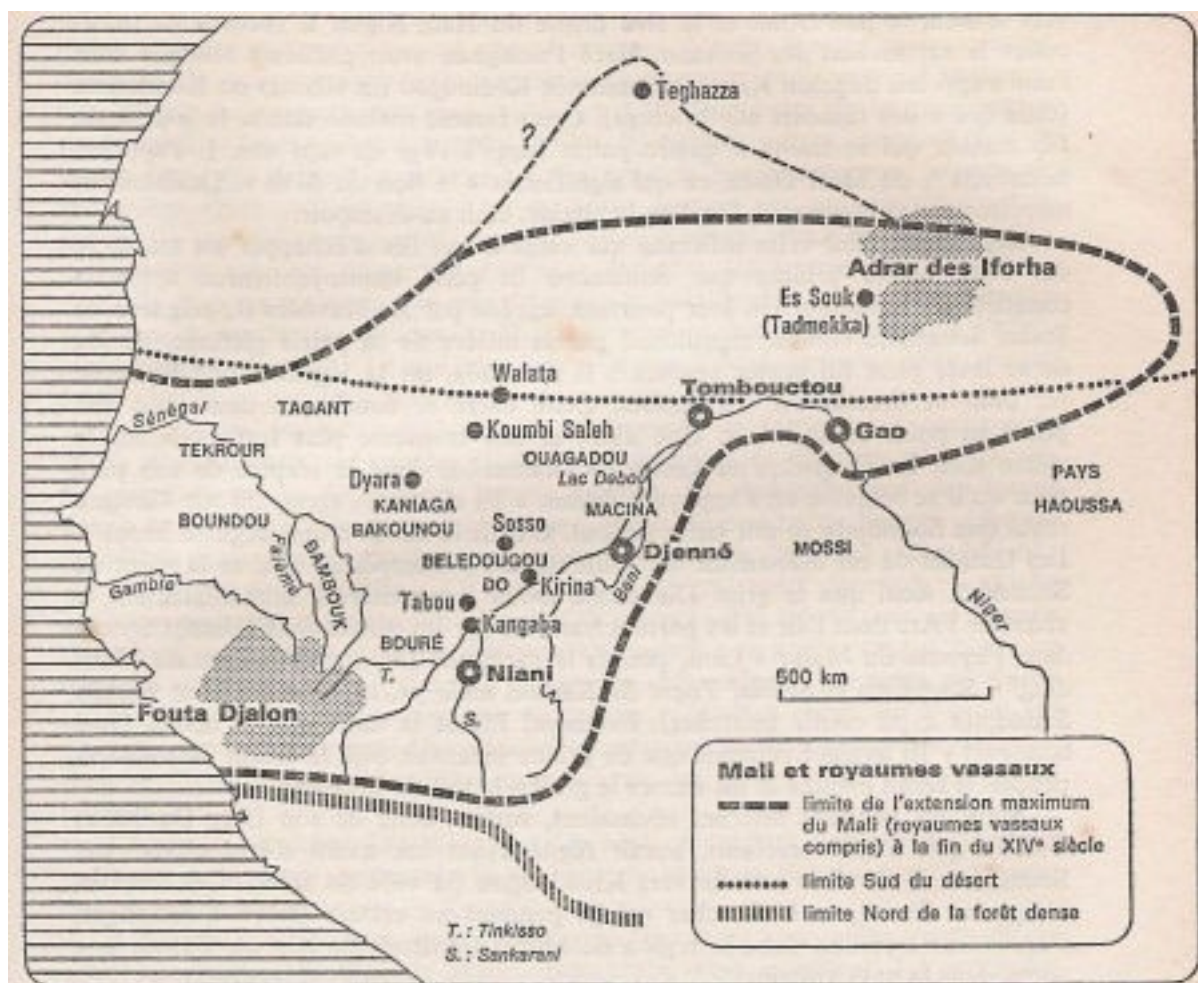 Teghazza
?
Adrar des Iforha
Es Souk
(Tadmekka)
Walata
Tombouctou
Sénégal
TAGANT
Koumbi Saleh
Gao
TEKROUR
OUAGADOU
Lac Debo
PAYS
HAOUSSA
Dyara
KANIAGA
MACINA
BOUNDOU
BAKOUNOU
Sosso
Djenné
MOSSI
Falémé
BAMBOUK
BELEDOUGOU
DO
Kirina
Bani
Gambie
Tabou
Kangaba
Niger
BOURÉ
T.
Niani
500 km
S.
Fouta Djalon
Mali et royaumes vassaux
limite de l'extension maximum
du Mali (royaumes vassaux
compris) à la fin du XIVe siècle
limite Sud du désert
limite Nord de la forêt dense
T. : Tinkisso
S. : Sankarani